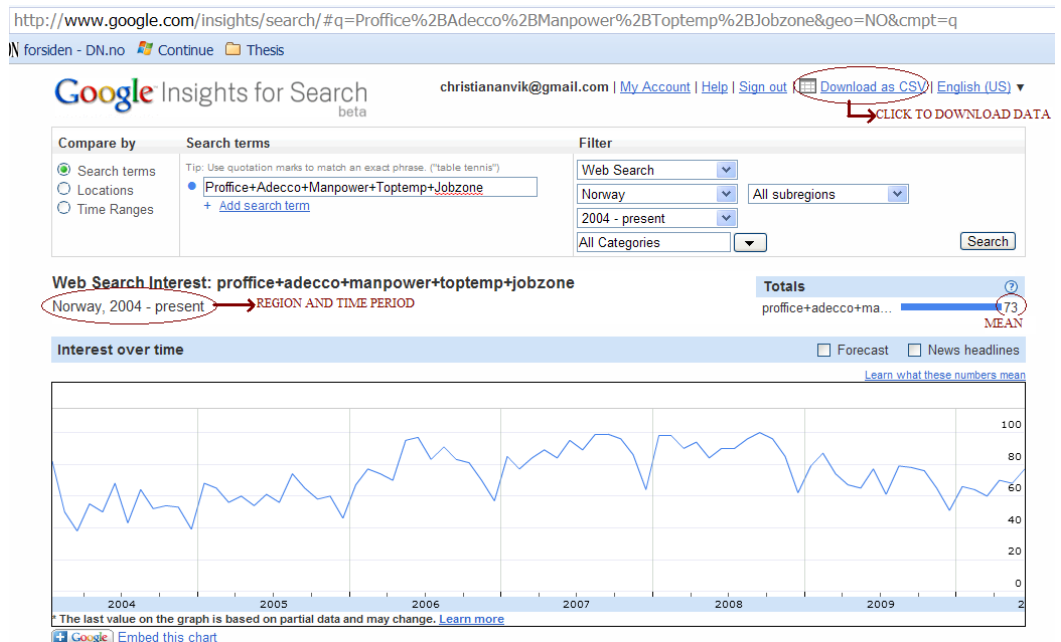 http://www.google.com/insights/search/#q=Proffice%2BAdecco%2BManpower%2BToptemp%2BJobzone&geo=NO&cmpt=q
forsiden - DN.no Continue Thesis
Google Insights for Search
beta
christiananvik@gmail.com | My Account | Help | Sign out | Download as CSV | English (US) ▼
CLICK TO DOWNLOAD DATA
Compare by Search terms Filter
Search terms
Locations
Time Ranges
Tip: Use quotation marks to match an exact phrase. ("table tennis")
Proffice+Adecco+Manpower+Toptemp+Jobzone
+ Add search term
Web Search
Norway All subregions
2004 - present
All Categories Search
Web Search Interest: proffice+adecco+manpower+toptemp+jobzone
Norway, 2004 - present REGION AND TIME PERIOD
Totals ?
proffice+adecco+ma... 73
MEAN
Interest over time Forecast News headlines
Learn what these numbers mean
100
80
60
40
20
0
2004 2005 2006 2007 2008 2009 2
* The last value on the graph is based on partial data and may change. Learn more
+ Google Embed this chart